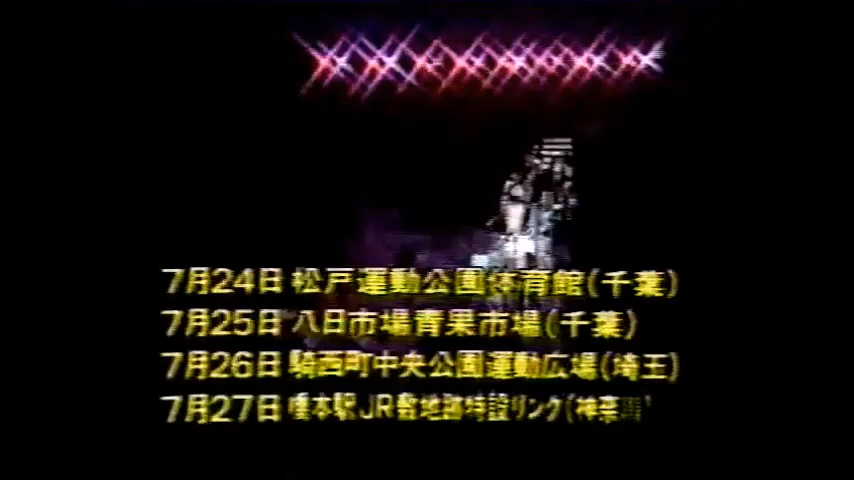 7月24日 松戸運動公園体育館(千葉)
7月25日 八日市場青果市場(千葉)
7月26日 騎西町中央公園運動広場(埼玉)
7月27日 橋本駅JR敷地跡特設リンク(神奈川